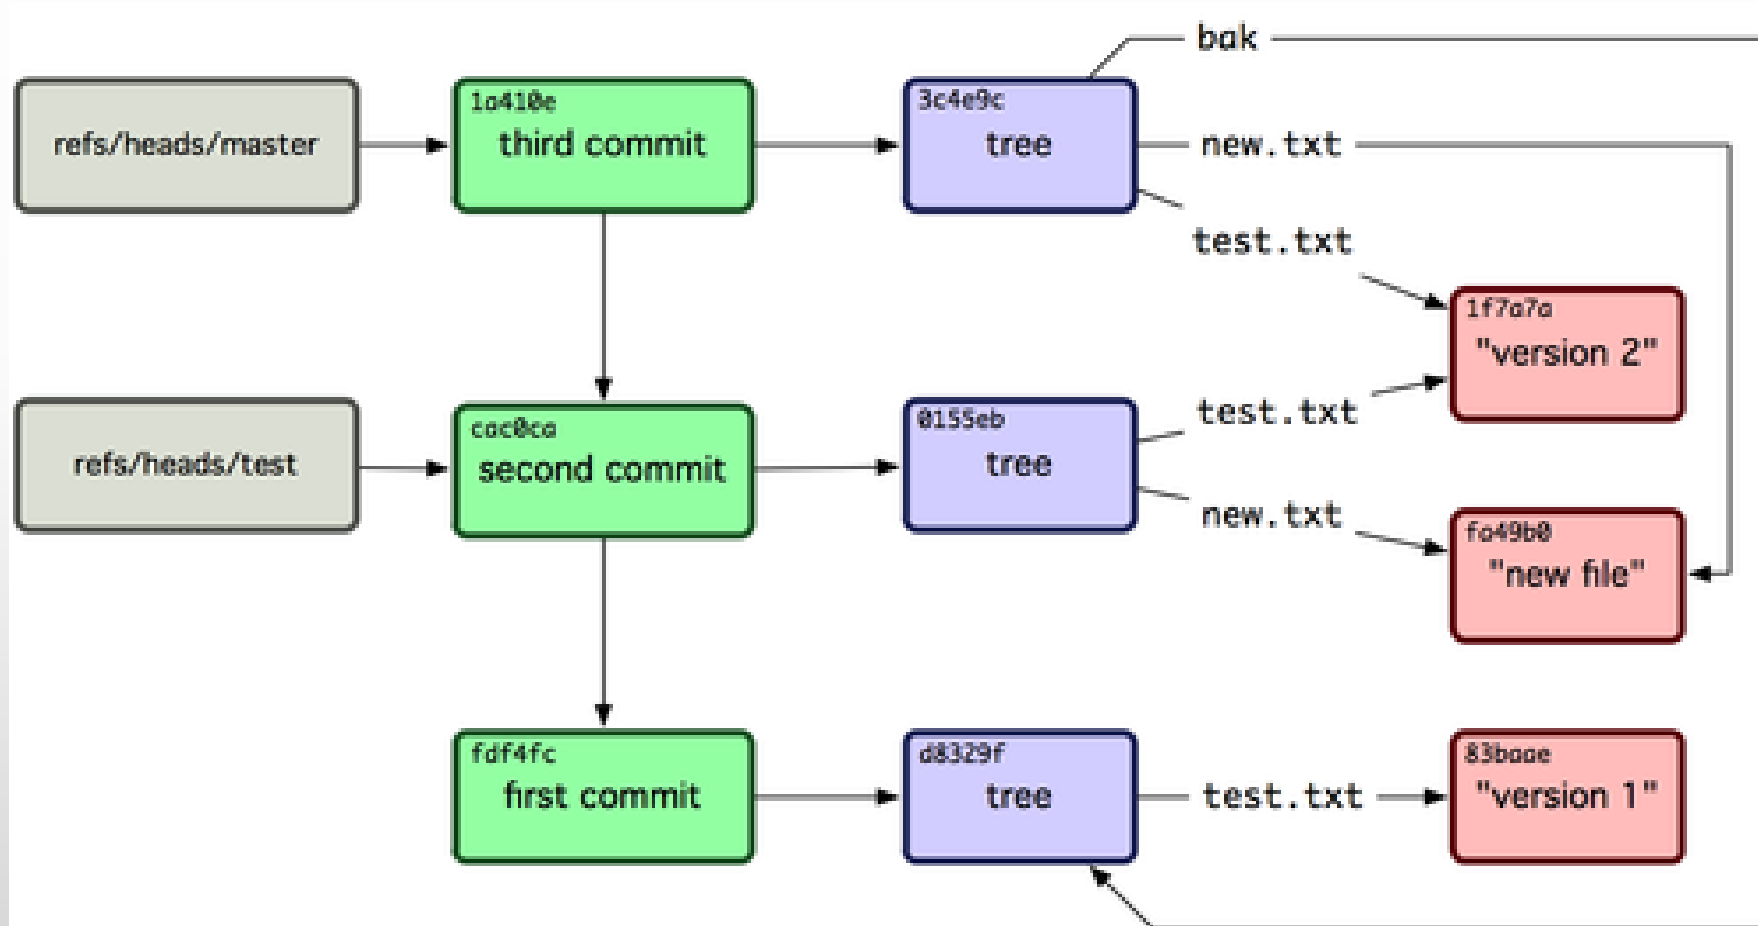 bak
refs/heads/master
1a410e
third commit
3c4e9c
tree
new.txt
test.txt
1f7a7a
"version 2"
refs/heads/test
cac0ca
second commit
0155eb
tree
test.txt
new.txt
fa49b0
"new file"
fdf4fc
first commit
d8329f
tree
test.txt
83baae
"version 1"